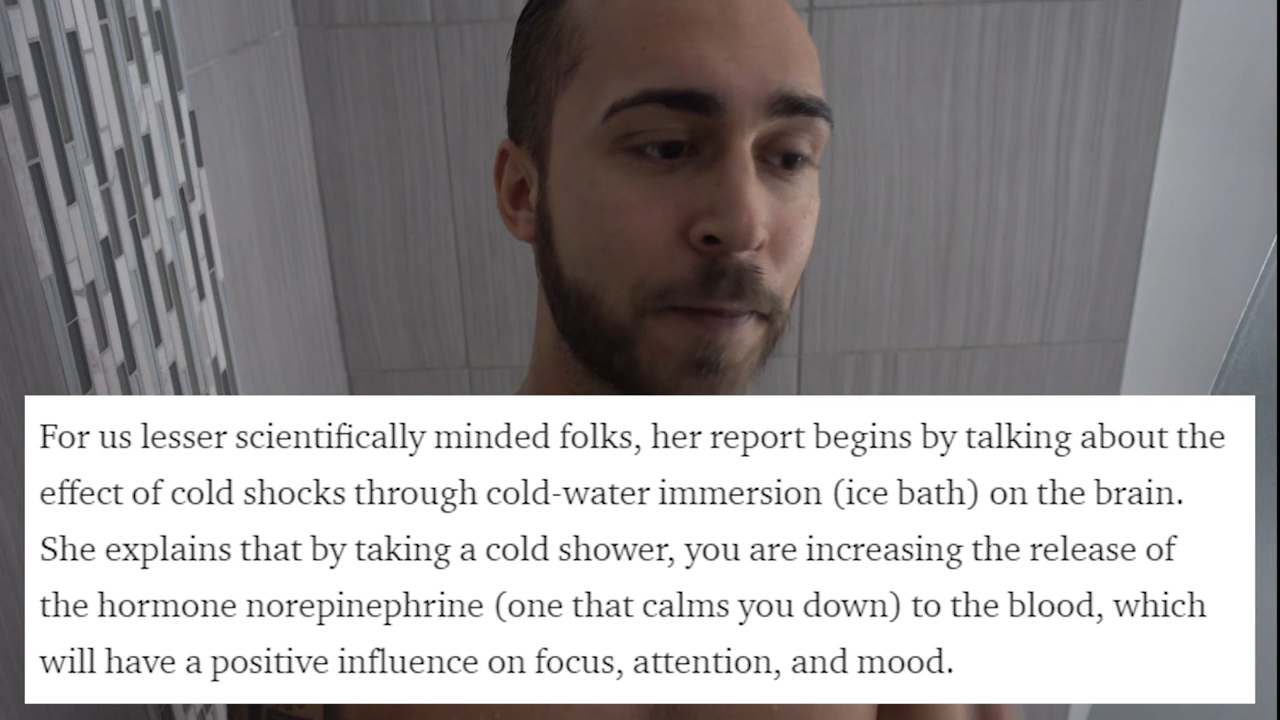 For us lesser scientifically minded folks, her report begins by talking about the
effect of cold shocks through cold-water immersion (ice bath) on the brain.
She explains that by taking a cold shower, you are increasing the release of
the hormone norepinephrine (one that calms you down) to the blood, which
will have a positive influence on focus, attention, and mood.